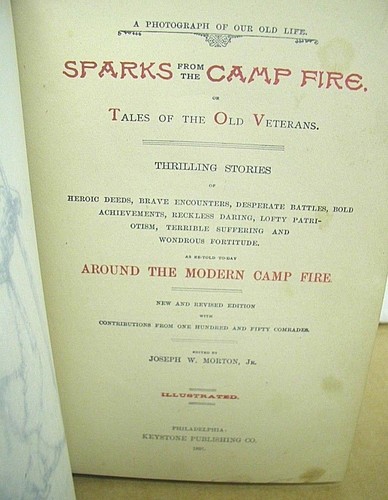 A PHOTOGRAPH OF OUR OLD LIFE.
SPARKS FROM THE CAMP FIRE.
OR
TALES OF THE OLD VETERANS.
THRILLING STORIES
OF
HEROIC DEEDS, BRAVE ENCOUNTERS, DESPERATE BATTLES, BOLD
ACHIEVEMENTS, RECKLESS DARING, LOFTY PATRI-
OTISM, TERRIBLE SUFFERING AND
WONDROUS FORTITUDE.
AS RE-TOLD TO-DAY
AROUND THE MODERN CAMP FIRE.
NEW AND REVISED EDITION
WITH
CONTRIBUTIONS FROM ONE HUNDRED AND FIFTY COMRADES.
EDITED BY
JOSEPH W. MORTON, JR.
ILLUSTRATED.
PHILADELPHIA:
KEYSTONE PUBLISHING CO.